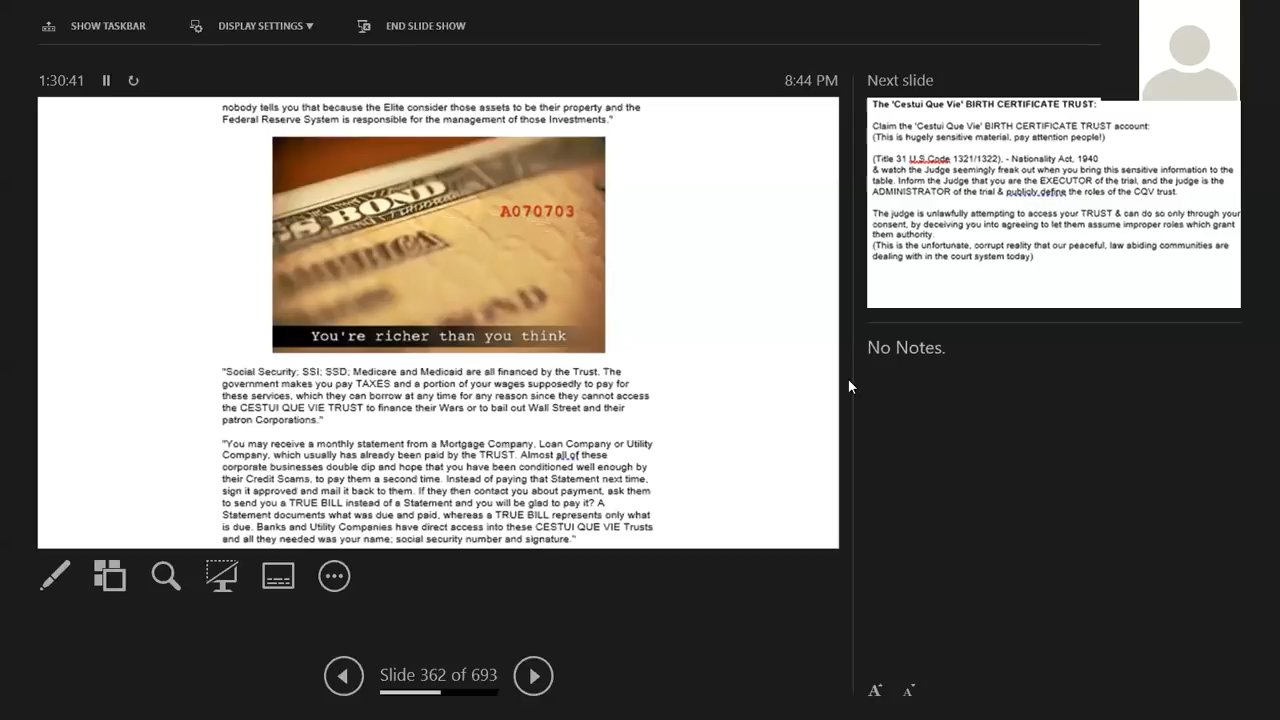 SHOW TASKBAR
DISPLAY SETTINGS ▼
END SLIDE SHOW
1:30:41
8:44 PM
nobody tells you that because the Elite consider those assets to be their property and the
Federal Reserve System is responsible for the management of those Investments."
GS BOND
A070703
AMERICA
BOND
You're richer than you think
"Social Security; SSI; SSD; Medicare and Medicaid are all financed by the Trust. The
government makes you pay TAXES and a portion of your wages supposedly to pay for
these services, which they can borrow at any time for any reason since they cannot access
the CESTUI QUE VIE TRUST to finance their Wars or to bail out Wall Street and their
patron Corporations."
"You may receive a monthly statement from a Mortgage Company, Loan Company or Utility
Company, which usually has already been paid by the TRUST. Almost all of these
corporate businesses double dip and hope that you have been conditioned well enough by
their Credit Scams, to pay them a second time. Instead of paying that Statement next time,
sign it approved and mail it back to them. If they then contact you about payment, ask them
to send you a TRUE BILL instead of a Statement and you will be glad to pay it? A
Statement documents what was due and paid, whereas a TRUE BILL represents only what
is due. Banks and Utility Companies have direct access into these CESTUI QUE VIE Trusts
and all they needed was your name; social security number and signature."
Slide 362 of 693
Next slide
The 'Cestui Que Vie' BIRTH CERTIFICATE TRUST:
Claim the 'Cestui Que Vie' BIRTH CERTIFICATE TRUST account:
(This is hugely sensitive material, pay attention people!)
(Title 31 U.S.Code 1321/1322), - Nationality Act, 1940
& watch the Judge seemingly freak out when you bring this sensitive information to the
table. Inform the Judge that you are the EXECUTOR of the trial, and the judge is the
ADMINISTRATOR of the trial & publicly define the roles of the CQV trust.
The judge is unlawfully attempting to access your TRUST & can do so only through your
consent, by deceiving you into agreeing to let them assume improper roles which grant
them authority.
(This is the unfortunate, corrupt reality that our peaceful, law abiding communities are
dealing with in the court system today)
No Notes.
A A